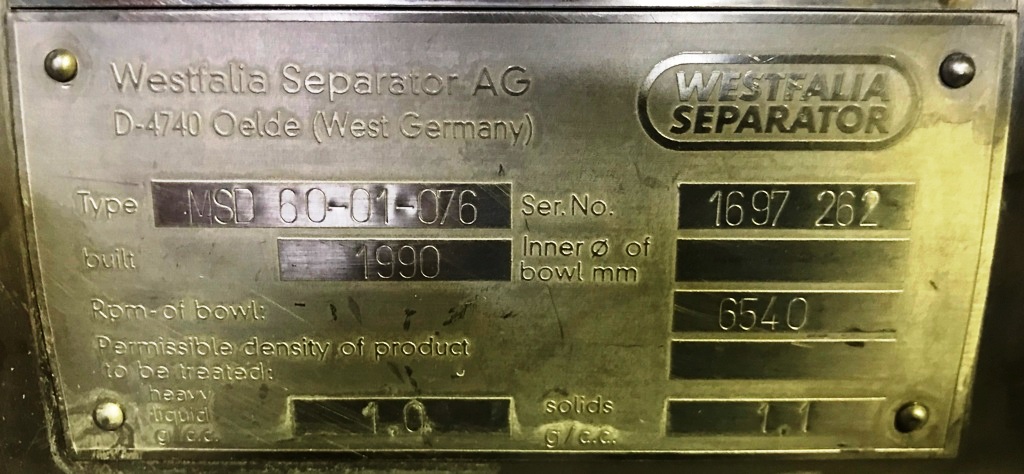 Westfalia Separator AG
D-4740 Oelde (West Germany)
WESTFALIA
SEPARATOR
Type MSD 60-01-076 Ser. No. 1697 262
built 1990 Inner Ø of
bowl mm
Rpm-of bowl: 6540
Permissible density of product
to be treated:
heavy
liquid
g/c.c. 1.0 solids
g/c.c. 1.1